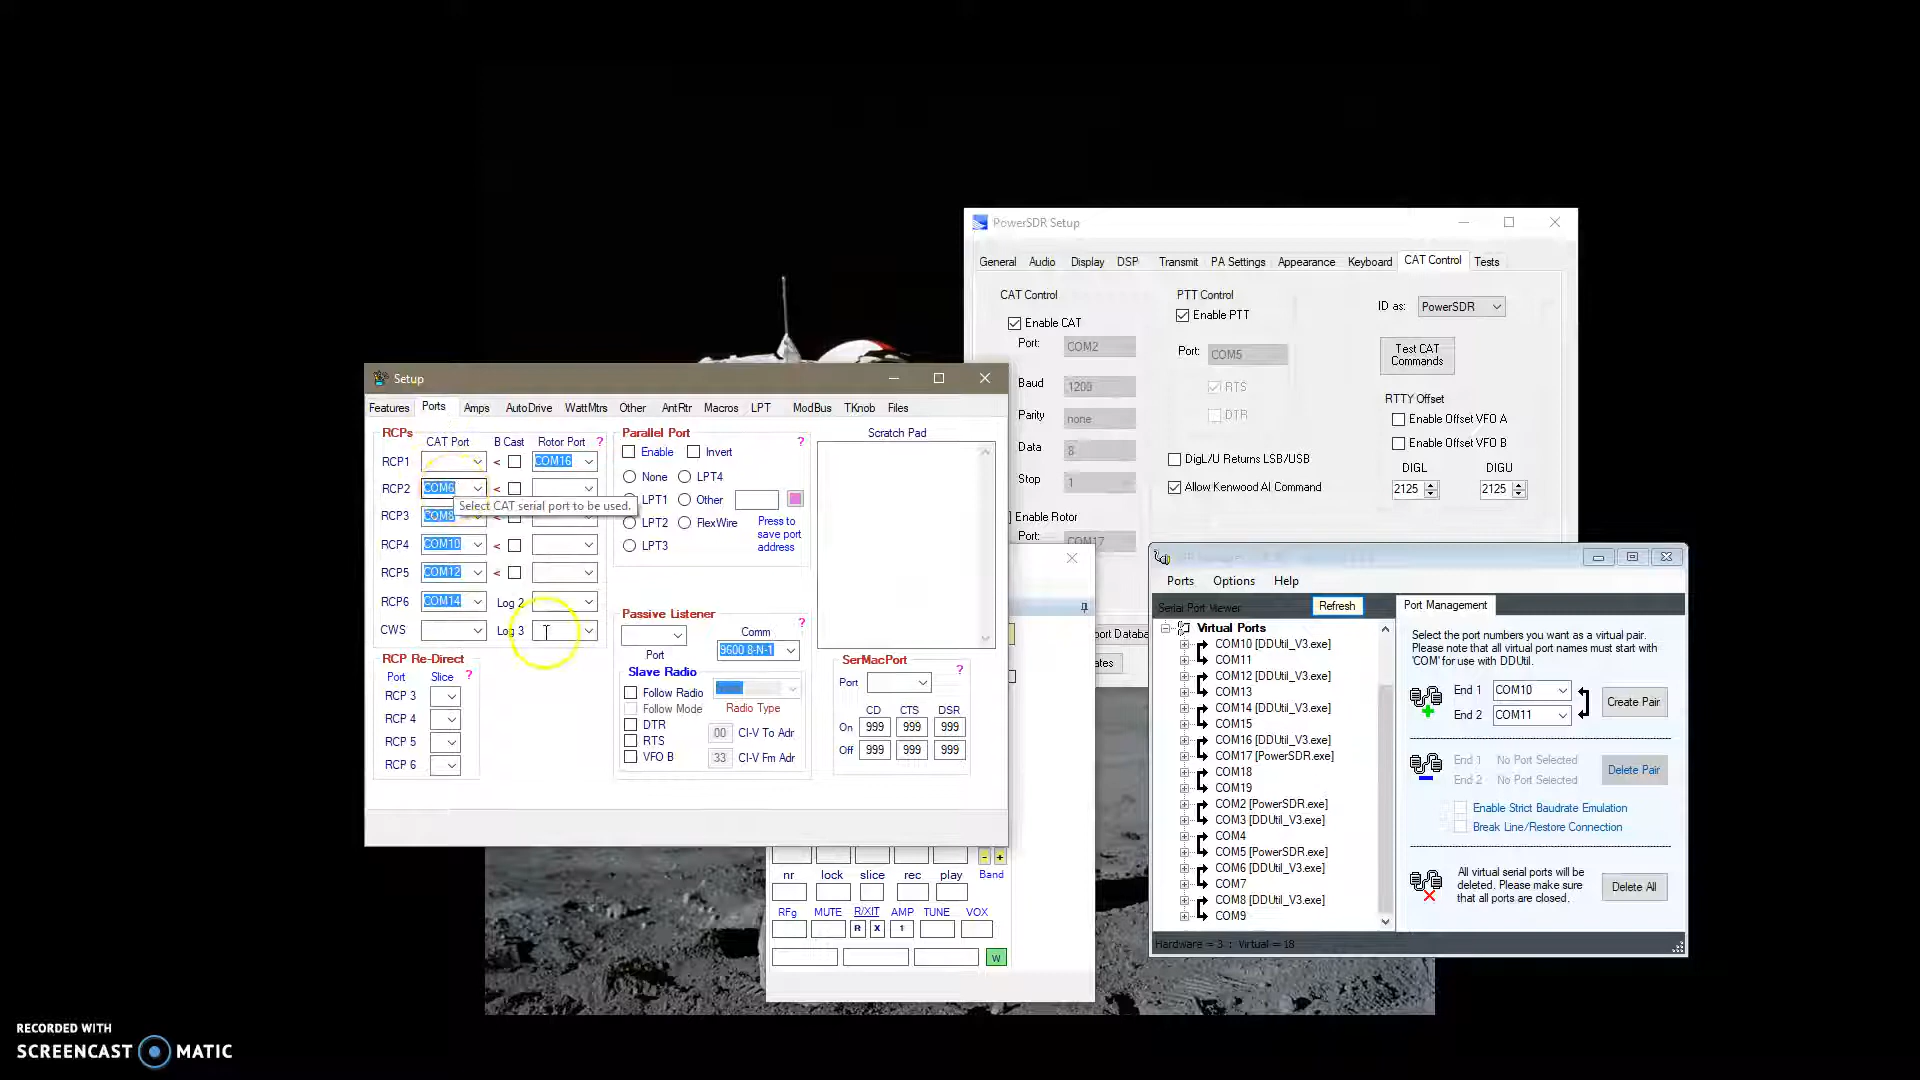 PowerSDR Setup
General Audio Display DSP Transmit PA Settings Appearance Keyboard CAT Control Tests
CAT Control
Enable CAT
Port: COM2
Baud 1200
Parity none
Data 8
Stop 1
Enable Rotor
Port: COM17
PTT Control
Enable PTT
Port: COM5
RTS
DTR
DigL/U Returns LSB/USB
Allow Kenwood AI Command
ID as: PowerSDR
Test CAT
Commands
RTTY Offset
Enable Offset VFO A
Enable Offset VFO B
DIGL DIGU
2125 2125
Setup
Features Ports Amps AutoDrive WattMtrs Other AntRtr Macros LPT ModBus TKnob Files
RCPs
CAT Port B Cast Rotor Port ?
RCP1 < COM16
RCP2 COM6 <
Select CAT serial port to be used.
RCP3 COM8
RCP4 COM10 <
RCP5 COM12 <
RCP6 COM14 Log 2
CWS Log 3
RCP Re-Direct
Port Slice ?
RCP 3
RCP 4
RCP 5
RCP 6
Parallel Port
?
Enable Invert
None LPT4
LPT1 Other
LPT2 FlexWire
LPT3
Press to
save port
address
Scratch Pad
Passive Listener
?
Comm
9600 8-N-1
Port
Slave Radio
Follow Radio
Follow Mode Radio Type
DTR 00 CI-V To Adr
RTS
VFO B 33 CI-V Fm Adr
SerMacPort
?
Port
CD CTS DSR
On 999 999 999
Off 999 999 999
port Databa
ates
- +
nr lock slice rec play Band
RFg MUTE R/XIT AMP TUNE VOX
R X 1
W
Ports Options Help
Serial Port Viewer Refresh
Virtual Ports
COM10 [DDUtil_V3.exe]
COM11
COM12 [DDUtil_V3.exe]
COM13
COM14 [DDUtil_V3.exe]
COM15
COM16 [DDUtil_V3.exe]
COM17 [PowerSDR.exe]
COM18
COM19
COM2 [PowerSDR.exe]
COM3 [DDUtil_V3.exe]
COM4
COM5 [PowerSDR.exe]
COM6 [DDUtil_V3.exe]
COM7
COM8 [DDUtil_V3.exe]
COM9
Hardware = 3 : Virtual = 18
Port Management
Select the port numbers you want as a virtual pair.
Please note that all virtual port names must start with
'COM' for use with DDUtil.
End 1 COM10
End 2 COM11
Create Pair
End 1 No Port Selected
End 2 No Port Selected
Delete Pair
Enable Strict Baudrate Emulation
Break Line/Restore Connection
All virtual serial ports will be
deleted. Please make sure
that all ports are closed.
Delete All
RECORDED WITH
SCREENCAST MATIC